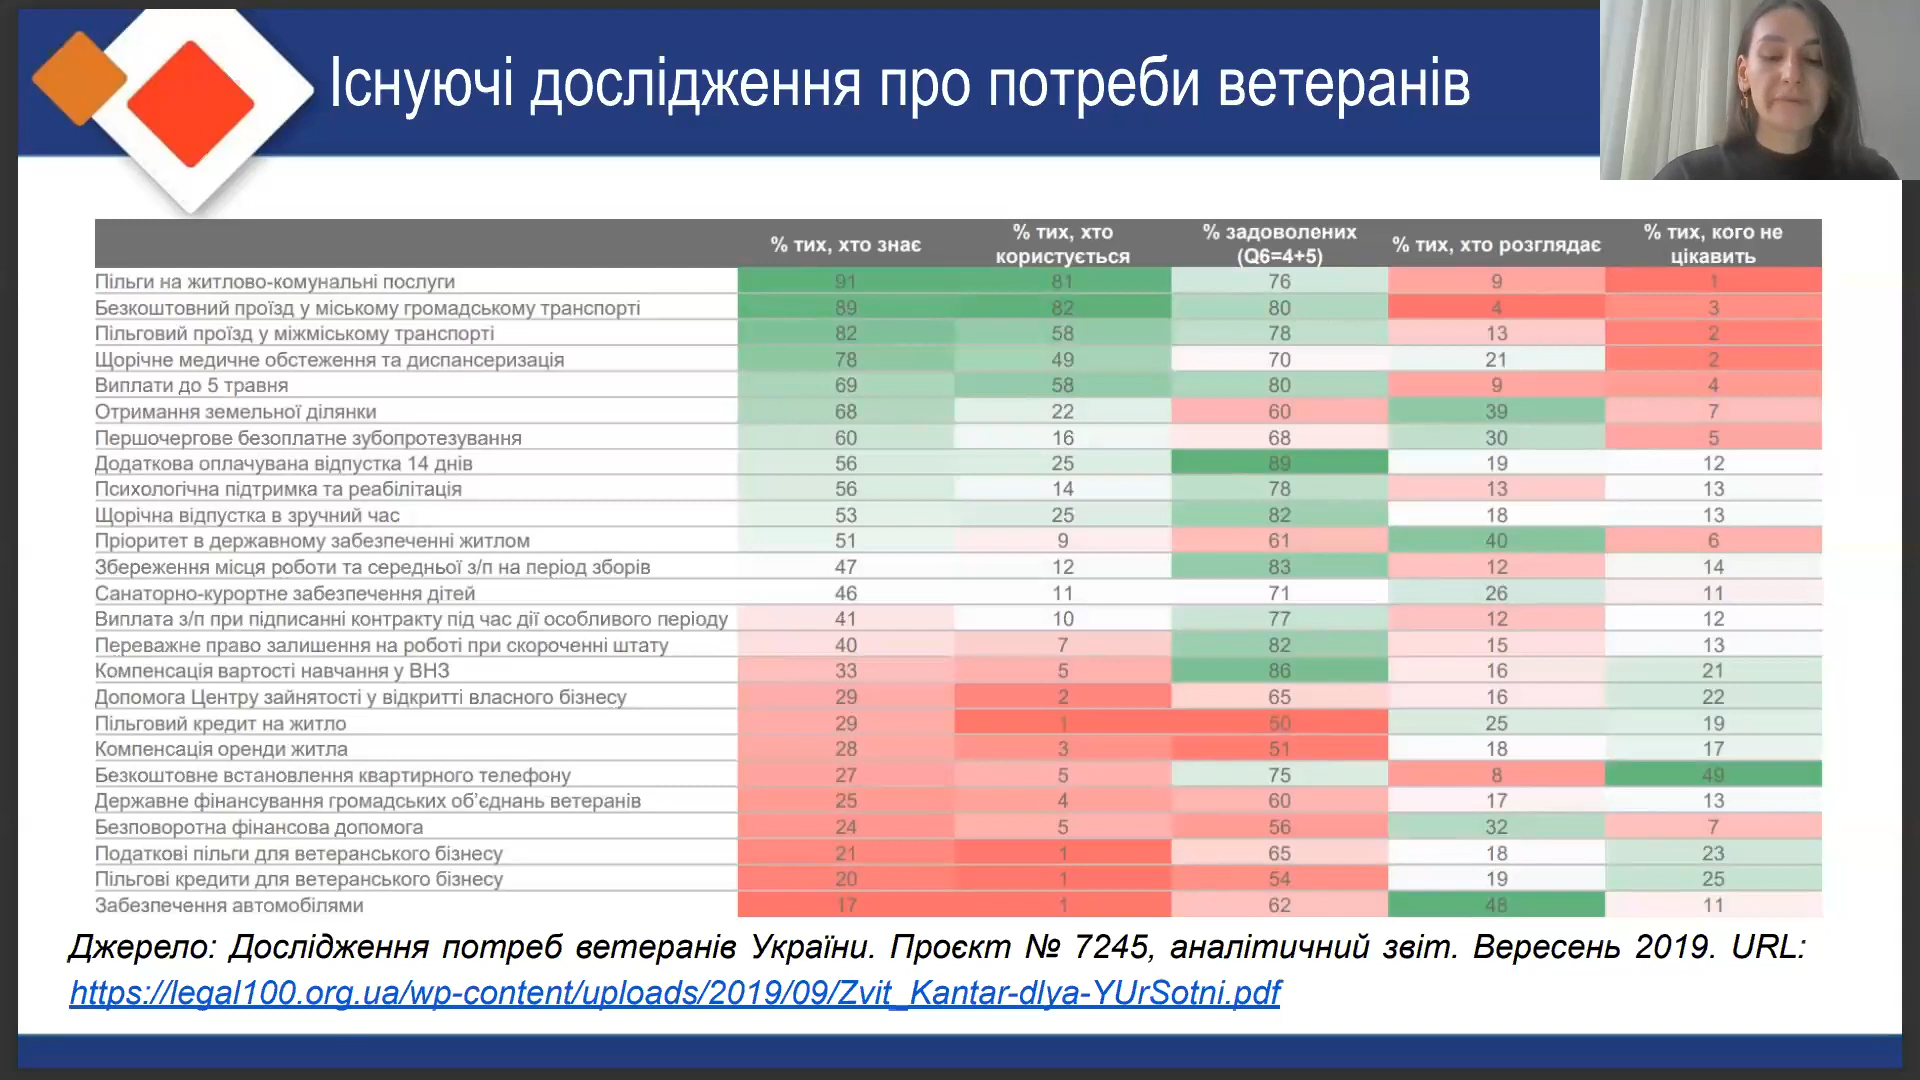 Існуючі дослідження про потреби ветеранів
% тих, хто знає % тих, хто користується % задоволених (Q6=4+5) % тих, хто розглядає % тих, кого не цікавить
Пільги на житлово-комунальні послуги 91 81 76 9 1
Безкоштовний проїзд у міському громадському транспорті 89 82 80 4 3
Пільговий проїзд у міжміському транспорті 82 58 78 13 2
Щорічне медичне обстеження та диспансеризація 78 49 70 21 2
Виплати до 5 травня 69 58 80 9 4
Отримання земельної ділянки 68 22 60 39 7
Першочергове безоплатне зубопротезування 60 16 68 30 5
Додаткова оплачувана відпустка 14 днів 56 25 89 19 12
Психологічна підтримка та реабілітація 56 14 78 13 13
Щорічна відпустка в зручний час 53 25 82 18 13
Пріоритет в державному забезпеченні житлом 51 9 61 40 6
Збереження місця роботи та середньої з/п на період зборів 47 12 83 12 14
Санаторно-курортне забезпечення дітей 46 11 71 26 11
Виплата з/п при підписанні контракту під час дії особливого періоду 41 10 77 12 12
Переважне право залишення на роботі при скороченні штату 40 7 82 15 13
Компенсація вартості навчання у ВНЗ 33 5 86 16 21
Допомога Центру зайнятості у відкритті власного бізнесу 29 2 65 16 22
Пільговий кредит на житло 29 1 50 25 19
Компенсація оренди житла 28 3 51 18 17
Безкоштовне встановлення квартирного телефону 27 5 75 8 49
Державне фінансування громадських об'єднань ветеранів 25 4 60 17 13
Безповоротна фінансова допомога 24 5 56 32 7
Податкові пільги для ветеранського бізнесу 21 1 65 18 23
Пільгові кредити для ветеранського бізнесу 20 1 54 19 25
Забезпечення автомобілями 17 1 62 48 11
Джерело: Дослідження потреб ветеранів України. Проєкт № 7245, аналітичний звіт. Вересень 2019. URL:
https://legal100.org.ua/wp-content/uploads/2019/09/Zvit_Kantar-dlya-YUrSotni.pdf